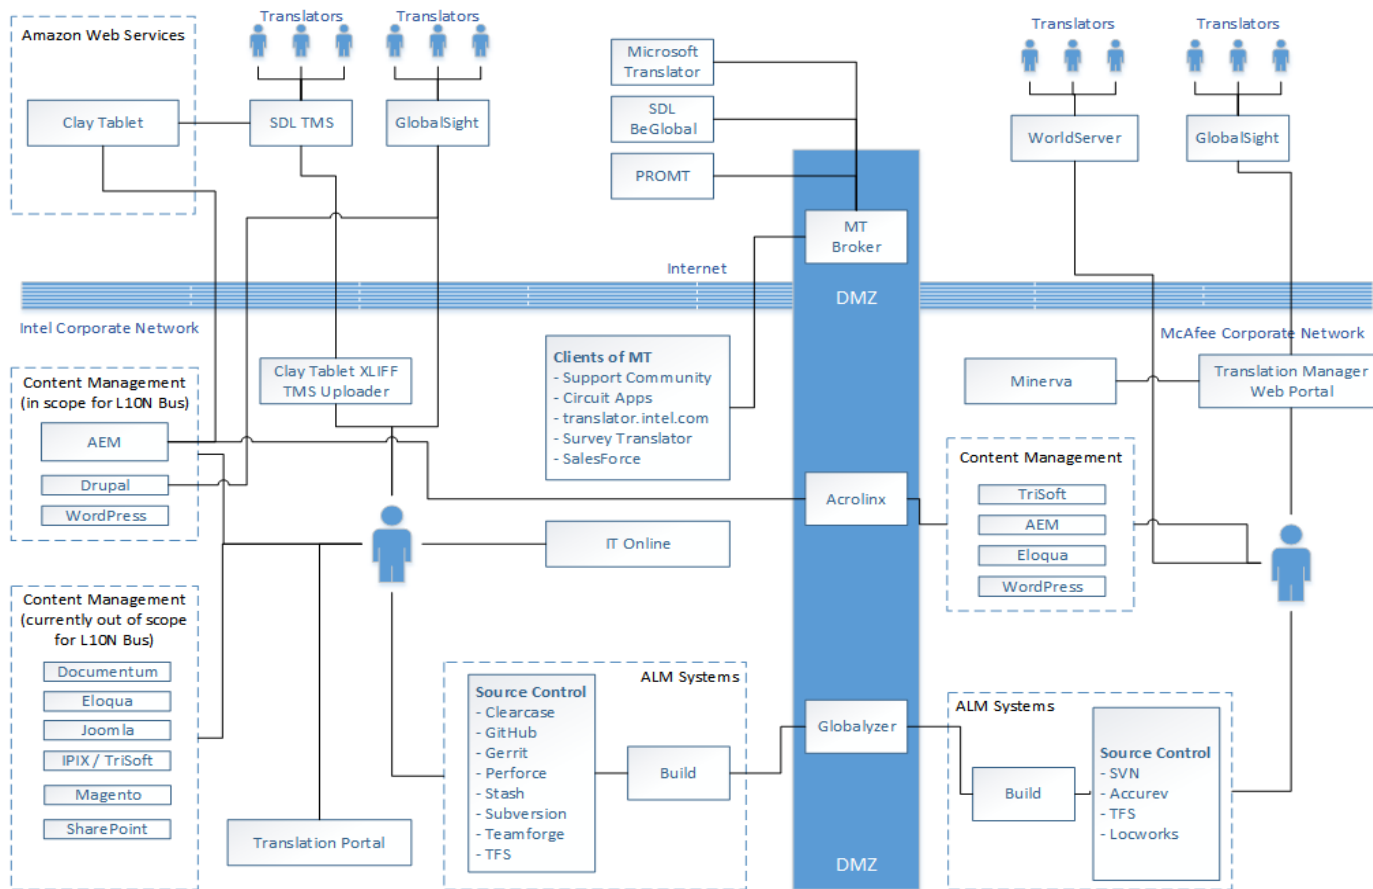 Amazon Web Services
Clay Tablet
Translators
SDL TMS
Translators
GlobalSight
Microsoft
Translator
SDL
BeGlobal
PROMT
MT
Broker
Translators
WorldServer
Translators
GlobalSight
Internet
DMZ
Intel Corporate Network
McAfee Corporate Network
Content Management
(in scope for L10N Bus)
AEM
Drupal
WordPress
Clay Tablet XLIFF
TMS Uploader
Clients of MT
- Support Community
- Circuit Apps
- translator.intel.com
- Survey Translator
- SalesForce
Minerva
Translation Manager
Web Portal
Acrolinx
Content Management
TriSoft
AEM
Eloqua
WordPress
IT Online
Content Management
(currently out of scope
for L10N Bus)
Documentum
Eloqua
Joomla
IPIX / TriSoft
Magento
SharePoint
Translation Portal
ALM Systems
Source Control
- Clearcase
- GitHub
- Gerrit
- Perforce
- Stash
- Subversion
- Teamforge
- TFS
Build
Globalyzer
ALM Systems
Build
Source Control
- SVN
- Accurev
- TFS
- Locworks
DMZ